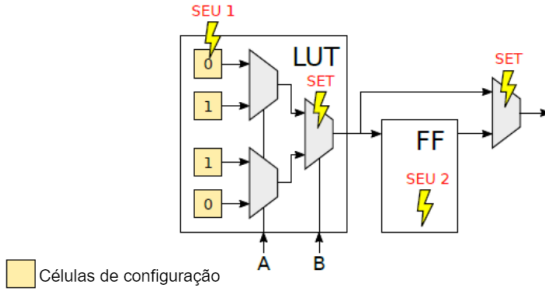 SEU 1
LUT
SET
SET
0
1
1
0
FF
SEU 2
A
B
Células de configuração